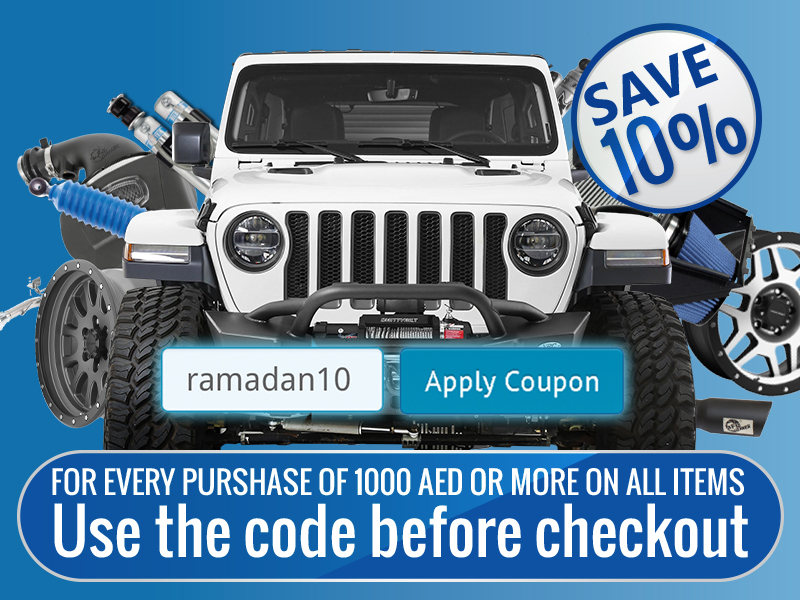 SAVE
10%
ramadan10
Apply Coupon
FOR EVERY PURSHASE OF 1000 AED OR MORE ON ALL ITEMS
Use the code before checkout